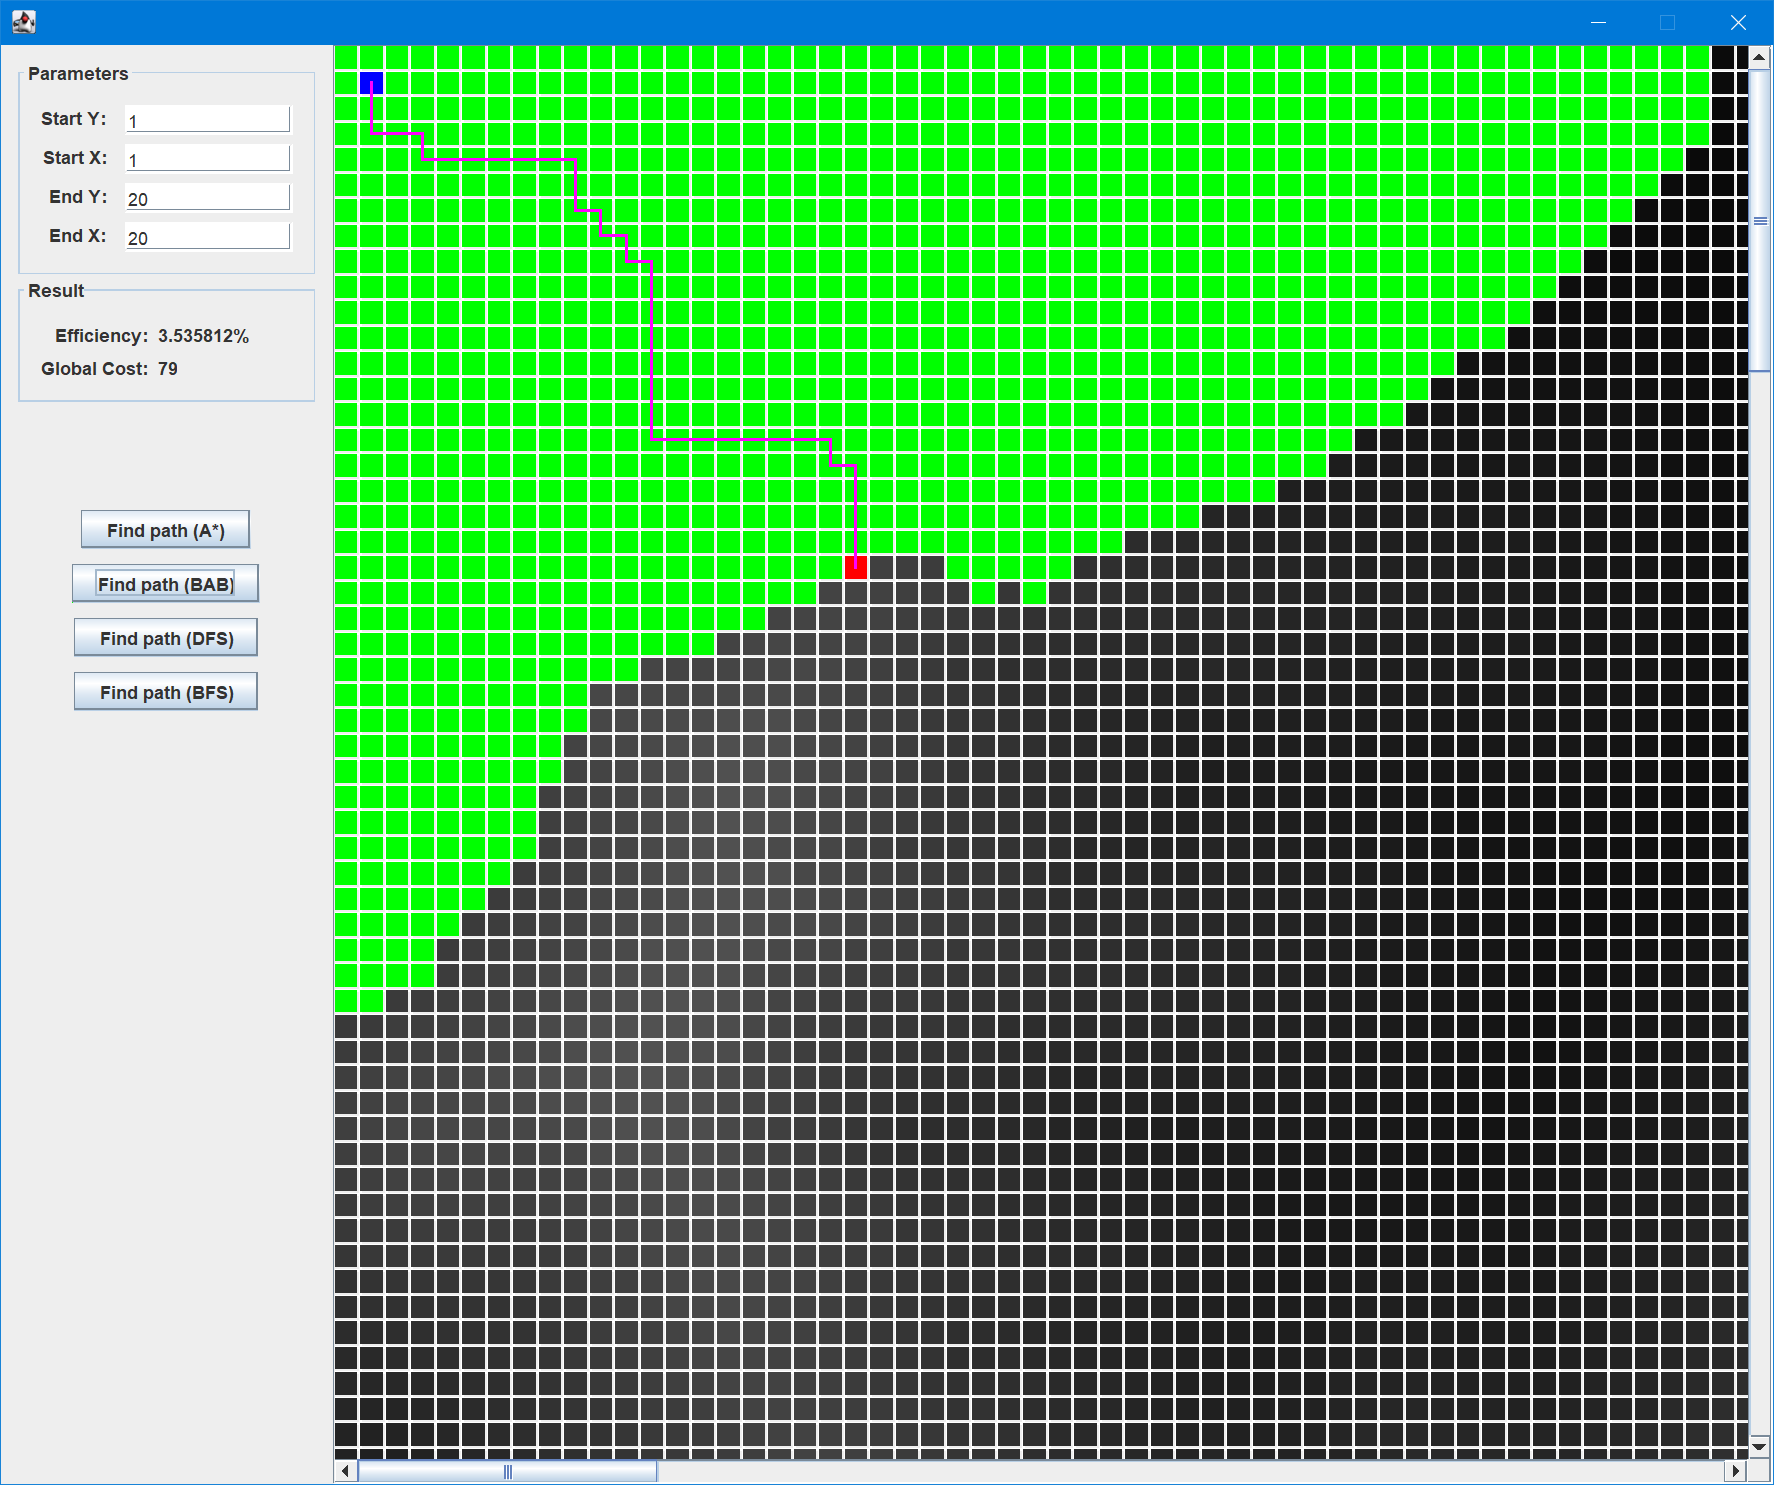 Parameters
Start Y: 1
Start X: 1
End Y: 20
End X: 20
Result
Efficiency: 3.535812%
Global Cost: 79
Find path (A*)
Find path (BAB)
Find path (DFS)
Find path (BFS)